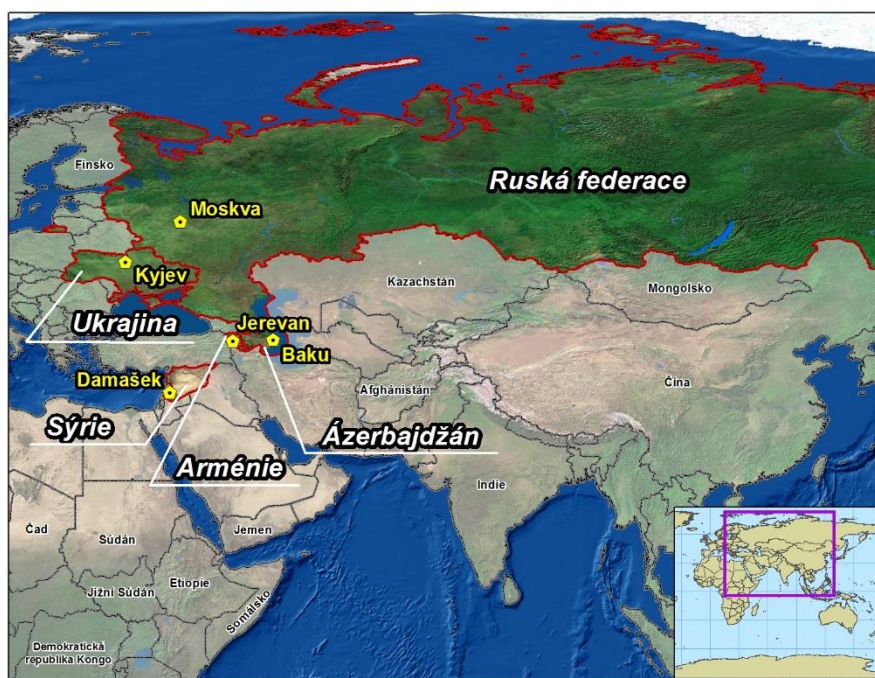 Finsko
Ruská federace
Moskva
Kyjev
Kazachstán
Mongolsko
Ukrajina
Jerevan
Baku
Damašek
Afghánistán
Čína
Sýrie
Ázerbajdžán
Arménie
Indie
Čad
Súdán
Jemen
Jižní Súdán
Etiopie
Somálsko
Demokratická
republika Kongo